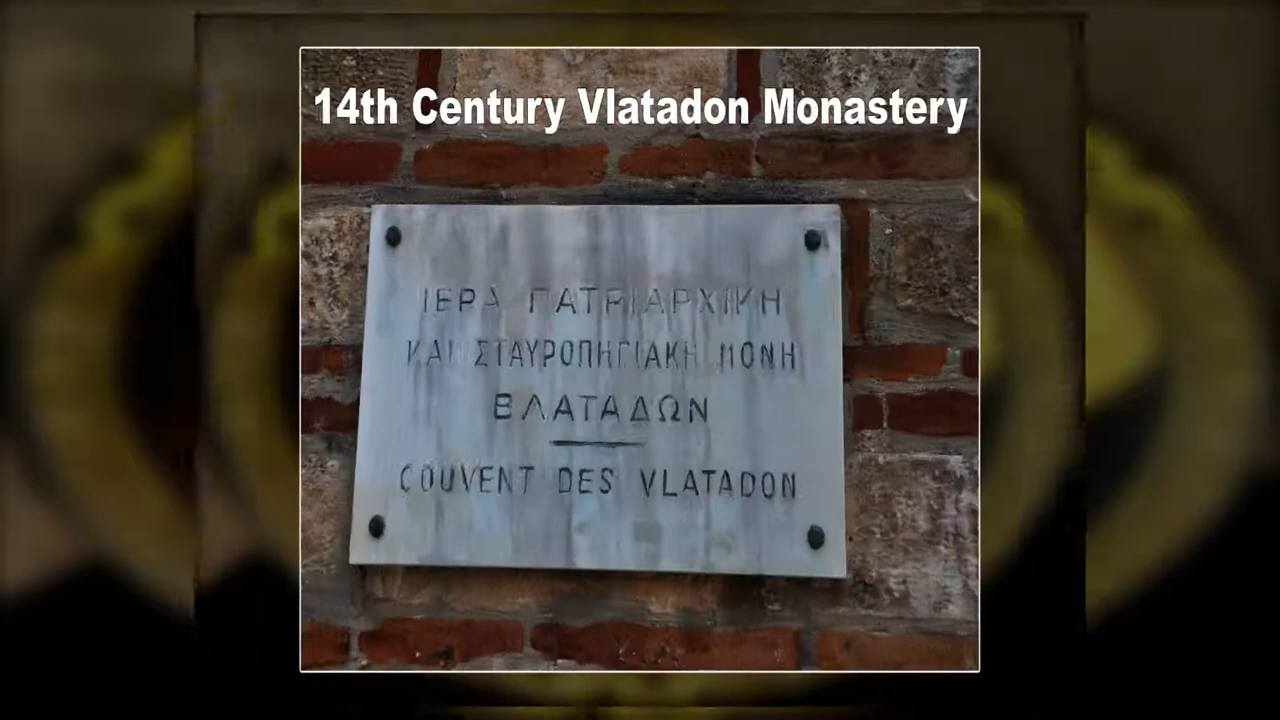 14th Century Vlatadon Monastery
ΙΕΡΑ ΠΑΤΡΙΑΡΧΙΚΗ
ΚΑΙ ΣΤΑΥΡΟΠΗΓΙΑΚΗ ΜΟΝΗ
ΒΛΑΤΑΔΩΝ
COUVENT DES VLATADON